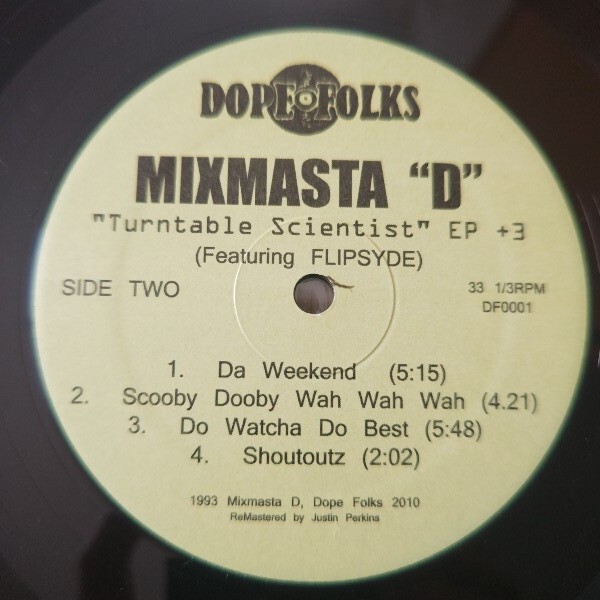 DOPE FOLKS
MIXMASTA "D"
"Turntable Scientist" EP +3
(Featuring FLIPSYDE)
SIDE TWO
33 1/3RPM
DF0001
1. Da Weekend (5:15)
2. Scooby Dooby Wah Wah Wah (4.21)
3. Do Watcha Do Best (5:48)
4. Shoutoutz (2:02)
1993 Mixmasta D, Dope Folks 2010
ReMastered by Justin Perkins